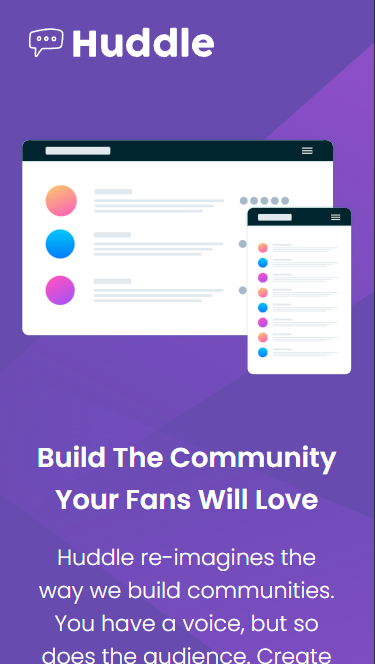 Huddle
Build The Community
Your Fans Will Love
Huddle re-imagines the
way we build communities.
You have a voice, but so
does the audience. Create